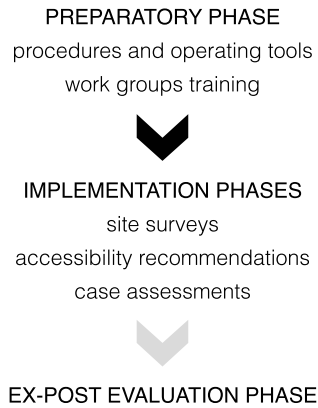 PREPARATORY PHASE
procedures and operating tools
work groups training
IMPLEMENTATION PHASES
site surveys
accessibility recommendations
case assessments
EX-POST EVALUATION PHASE